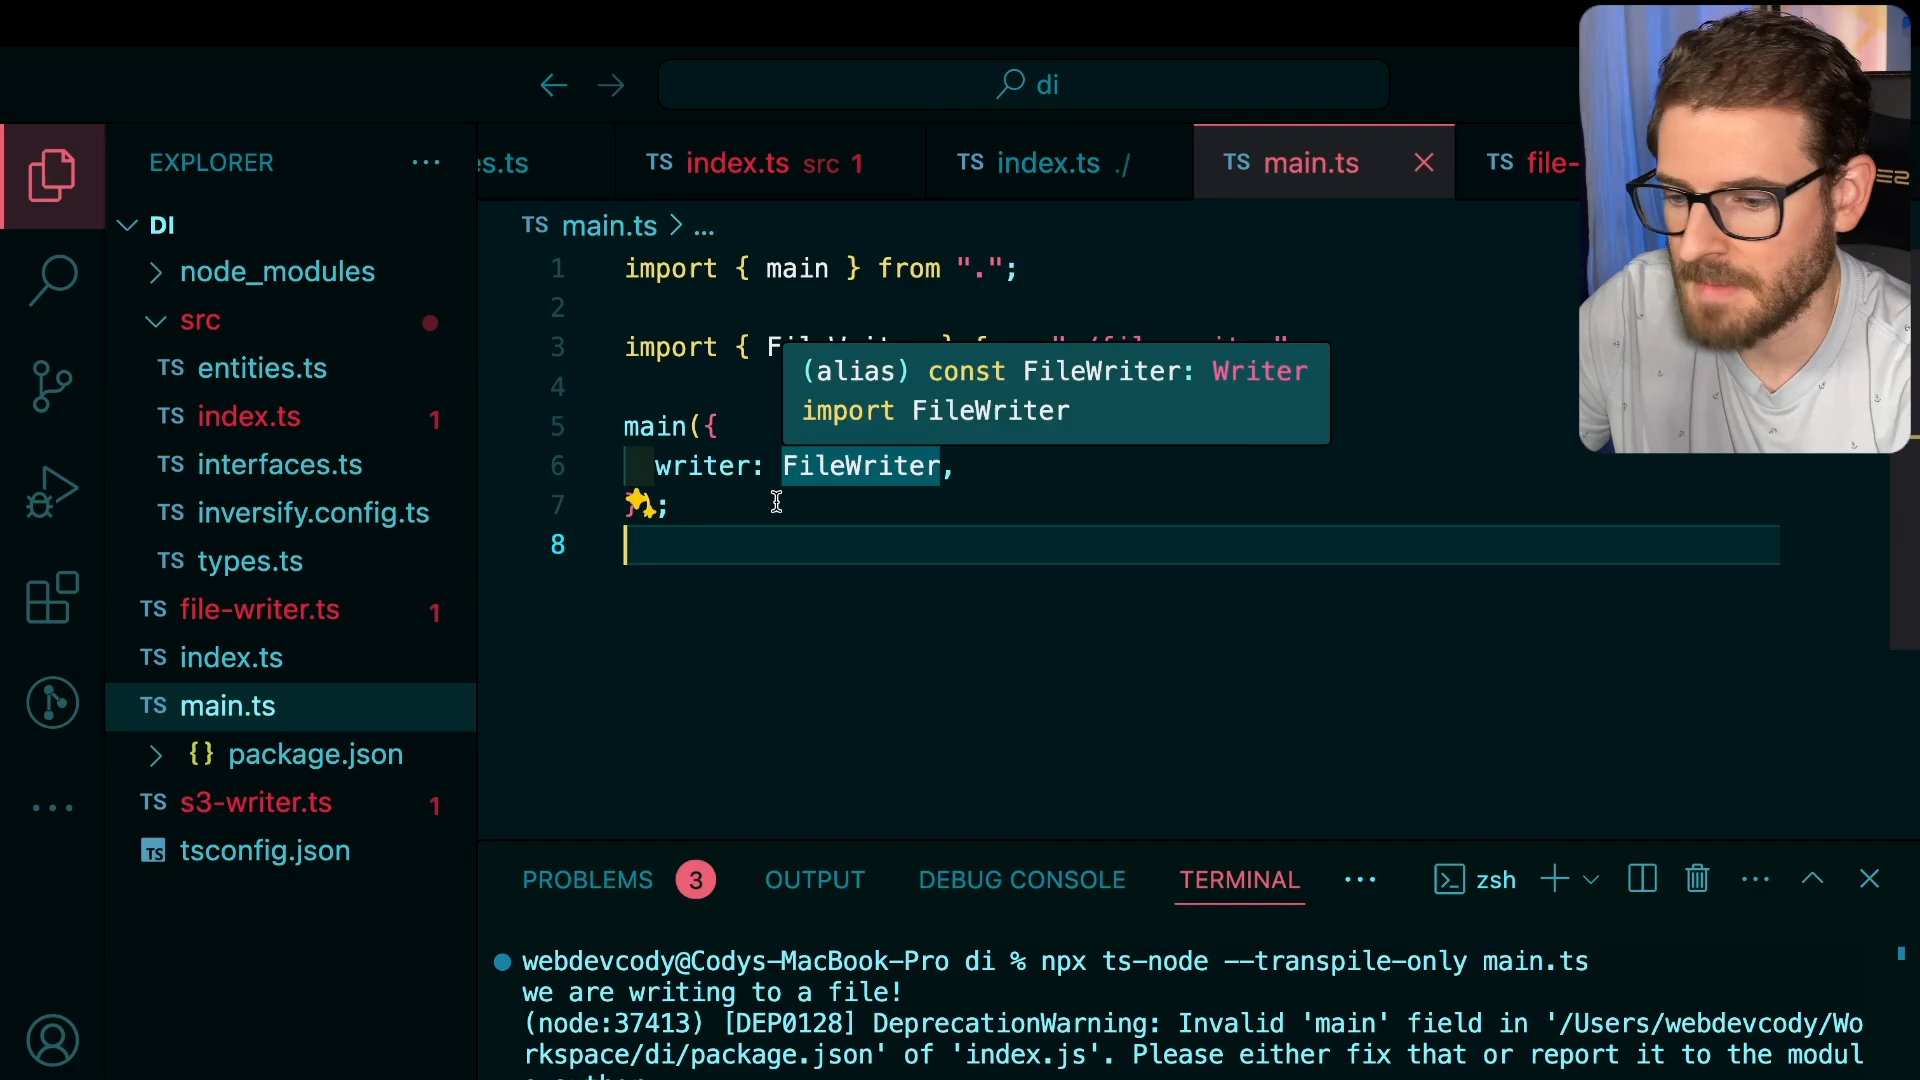 di
EXPLORER
DI
node_modules
src
TS entities.ts
TS index.ts 1
TS interfaces.ts
TS inversify.config.ts
TS types.ts
TS file-writer.ts 1
TS index.ts
TS main.ts
{} package.json
TS s3-writer.ts 1
TS tsconfig.json
es.ts
TS index.ts src 1
TS index.ts ./
TS main.ts
TS file-
TS main.ts > ...
1 import { main } from ".";
2
3 import {
(alias) const FileWriter: Writer
import FileWriter
4
5 main({
6 writer: FileWriter,
7 });
8
PROBLEMS 3 OUTPUT DEBUG CONSOLE TERMINAL ... zsh
webdevcody@Codys-MacBook-Pro di % npx ts-node --transpile-only main.ts
we are writing to a file!
(node:37413) [DEP0128] DeprecationWarning: Invalid 'main' field in '/Users/webdevcody/Wo
rkspace/di/package.json' of 'index.js'. Please either fix that or report it to the modul